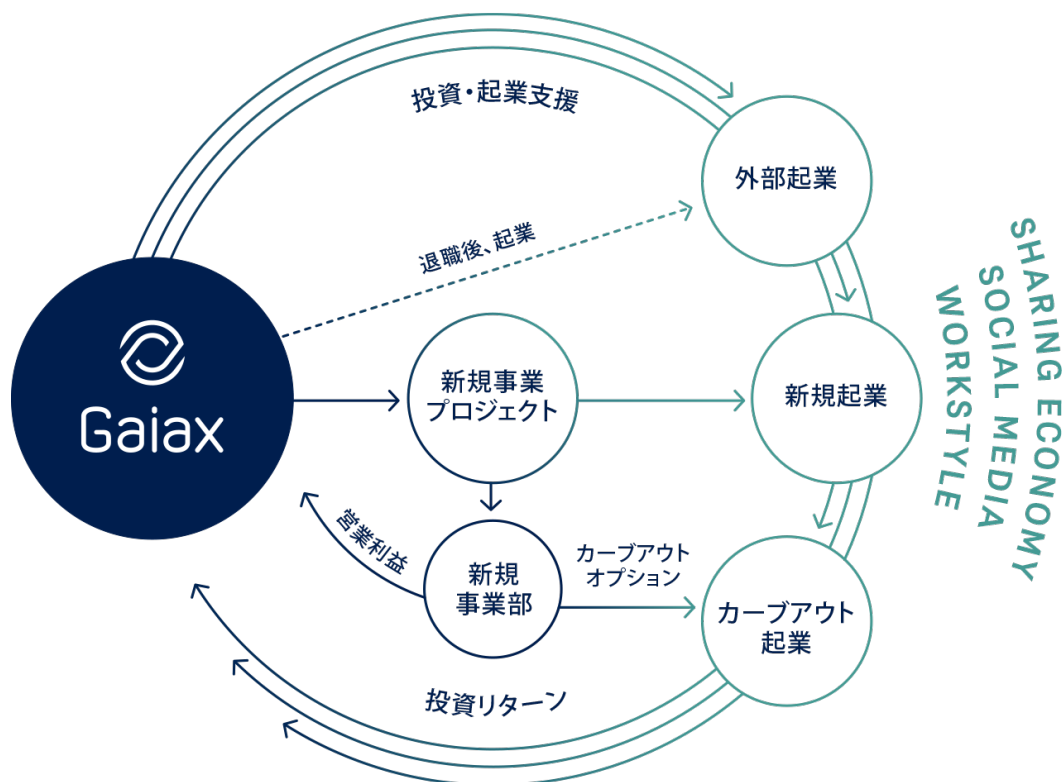 投資・起業支援
外部起業
退職後、起業
Gaiax
新規事業
プロジェクト
新規起業
SHARING ECONOMY
SOCIAL MEDIA
WORKSTYLE
営業利益
新規
事業部
カーブアウト
オプション
カーブアウト
起業
投資リターン